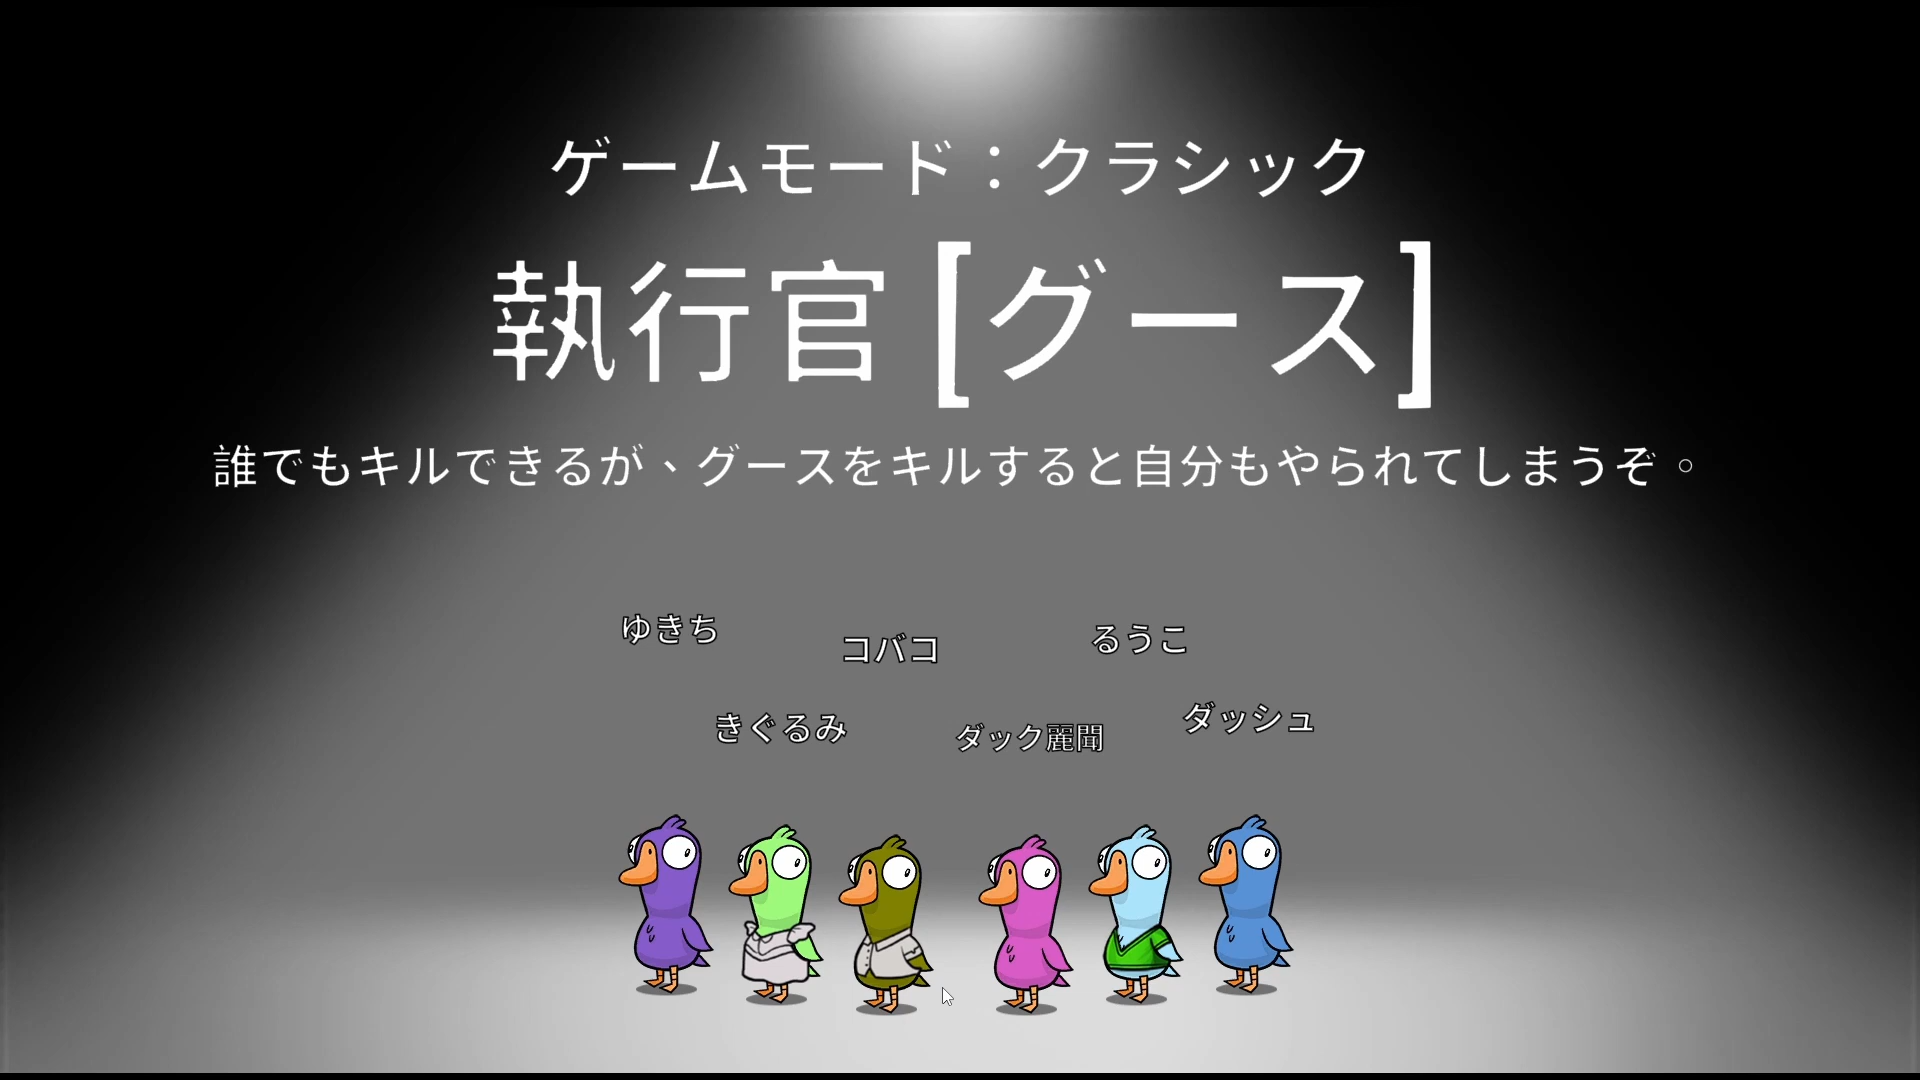 ゲームモード：クラシック
執行官 [グース]
誰でもキルできるが、グースをキルすると自分もやられてしまうぞ。
ゆきち
コバコ
るうこ
きぐるみ
ダック麗聞
ダッシュ